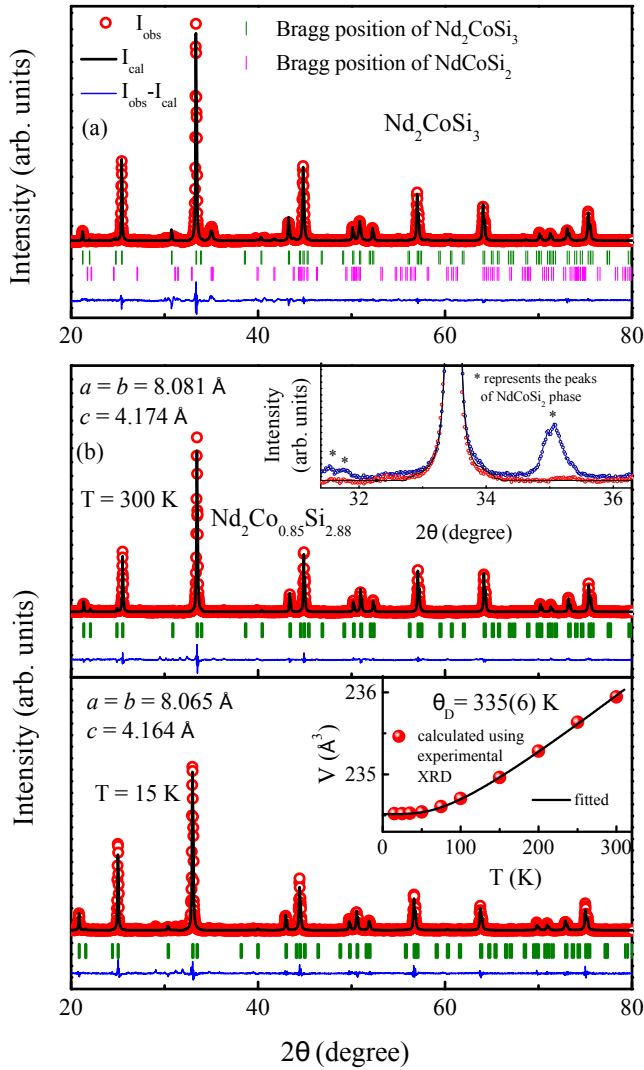 I_obs
I_cal
I_obs-I_cal
Bragg position of Nd₂CoSi₃
Bragg position of NdCoSi₂
(a)
Nd₂CoSi₃
Intensity (arb. units)
20 40 60 80
a = b = 8.081 Å
c = 4.174 Å
(b)
T = 300 K
Nd₂Co₀.₈₅Si₂.₈₈
* represents the peaks
of NdCoSi₂ phase
* * *
Intensity
(arb. units)
32 34 36
2θ (degree)
Intensity (arb. units)
a = b = 8.065 Å
c = 4.164 Å
T = 15 K
θ_D = 335(6) K
calculated using
experimental
XRD
fitted
V (Å³)
236
235
0 100 200 300
T (K)
20 40 60 80
2θ (degree)